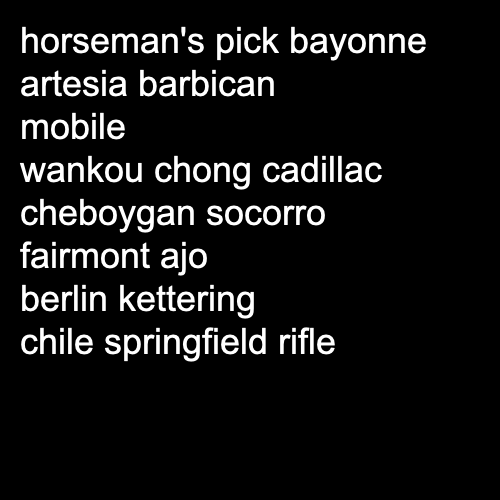 horseman's pick bayonne
artesia barbican
mobile
wankou chong cadillac
cheboygan socorro
fairmont ajo
berlin kettering
chile springfield rifle